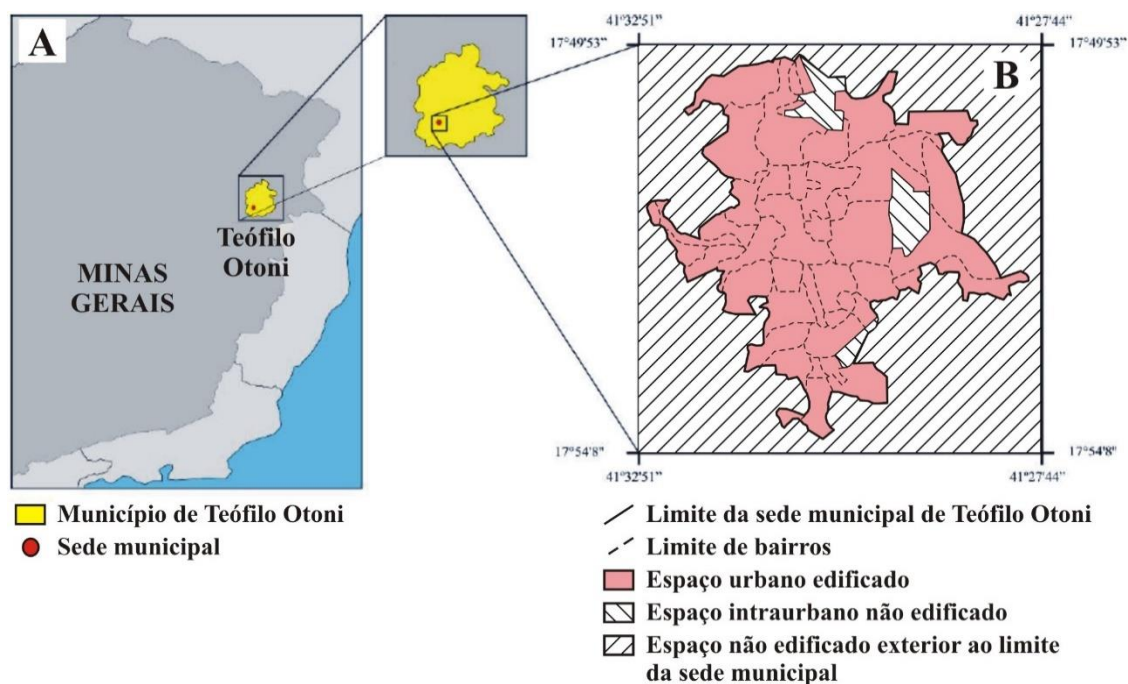 A
Teófilo
Otoni
MINAS
GERAIS
Município de Teófilo Otoni
Sede municipal
41°32'51"
41°27'44"
17°49'53"
17°49'53"
B
17°54'8"
17°54'8"
41°32'51"
41°27'44"
Limite da sede municipal de Teófilo Otoni
Limite de bairros
Espaço urbano edificado
Espaço intraurbano não edificado
Espaço não edificado exterior ao limite
da sede municipal